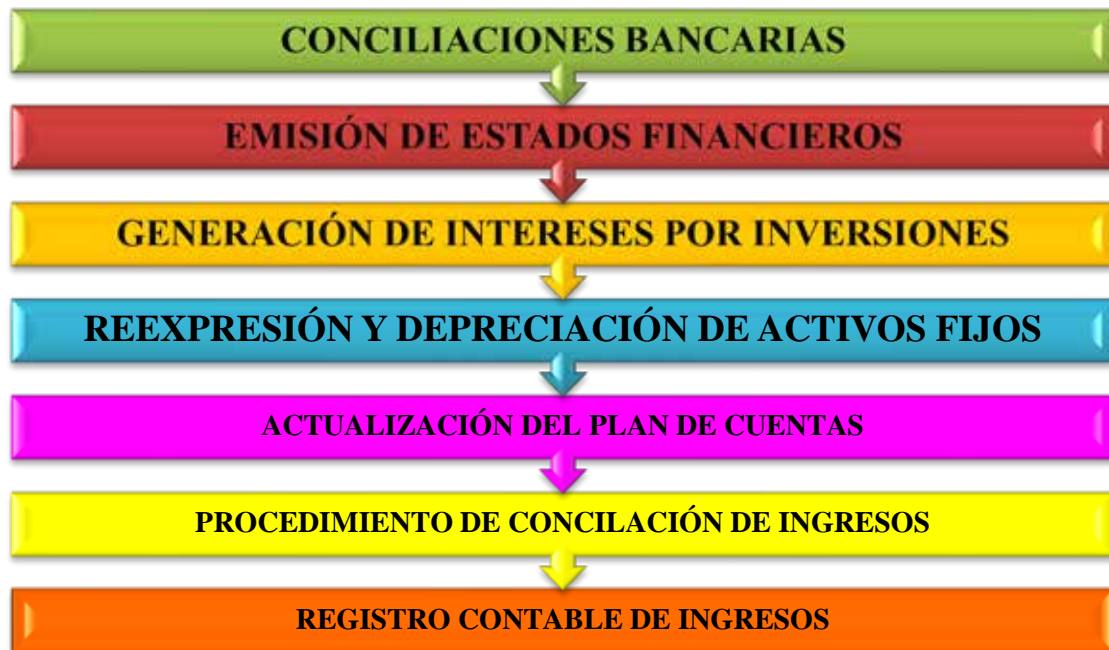 CONCILIACIONES BANCARIAS
EMISIÓN DE ESTADOS FINANCIEROS
GENERACIÓN DE INTERESES POR INVERSIONES
REEXPRESIÓN Y DEPRECIACIÓN DE ACTIVOS FIJOS
ACTUALIZACIÓN DEL PLAN DE CUENTAS
PROCEDIMIENTO DE CONCILACIÓN DE INGRESOS
REGISTRO CONTABLE DE INGRESOS